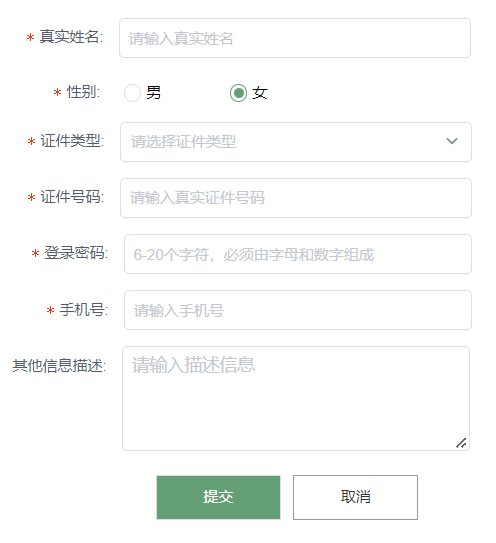 * 真实姓名: 请输入真实姓名
* 性别: 男 女
* 证件类型: 请选择证件类型
* 证件号码: 请输入真实证件号码
* 登录密码: 6-20个字符，必须由字母和数字组成
* 手机号: 请输入手机号
其他信息描述: 请输入描述信息
提交 取消